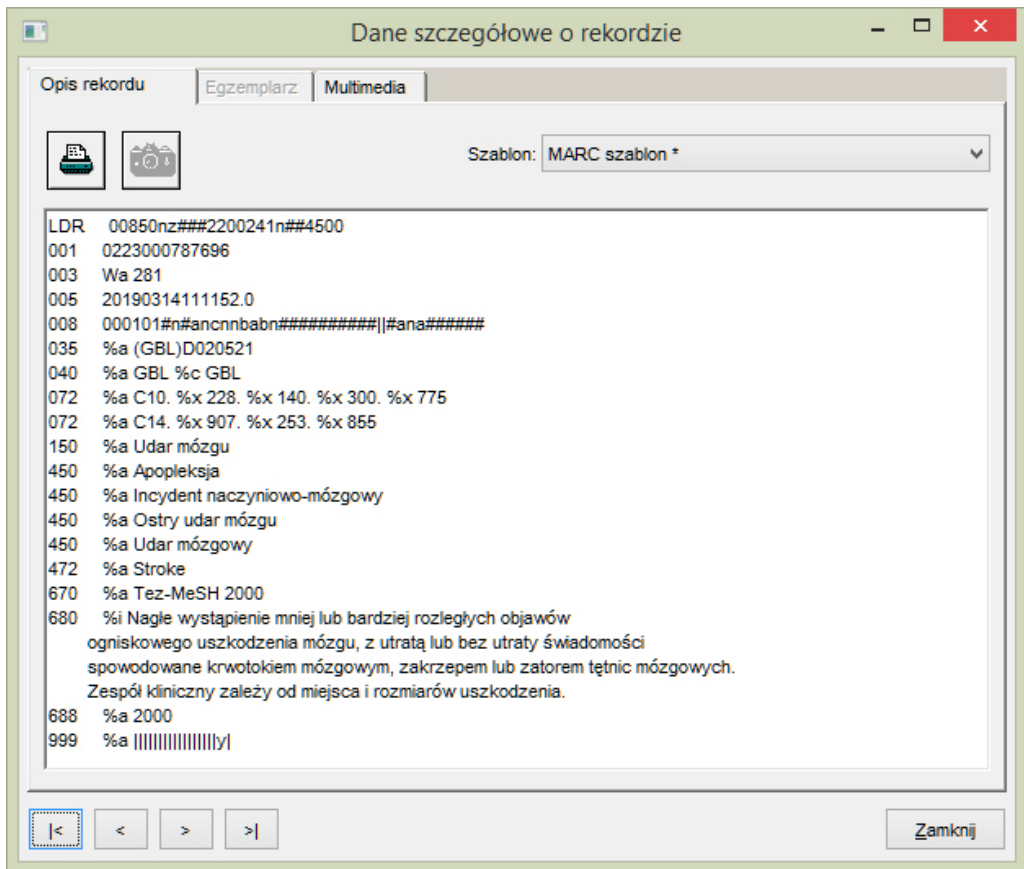 Dane szczegółowe o rekordzie
Opis rekordu
Egzemplarz
Multimedia
Szablon: MARC szablon *
LDR 00850nz###2200241n##4500
001 0223000787696
003 Wa 281
005 20190314111152.0
008 000101#n#ancnnbabn##########||#ana######
035 %a (GBL)D020521
040 %a GBL %c GBL
072 %a C10. %x 228. %x 140. %x 300. %x 775
072 %a C14. %x 907. %x 253. %x 855
150 %a Udar mózgu
450 %a Apopleksja
450 %a Incydent naczyniowo-mózgowy
450 %a Ostry udar mózgu
450 %a Udar mózgowy
472 %a Stroke
670 %a Tez-MeSH 2000
680 %i Nagłe wystąpienie mniej lub bardziej rozległych objawów
ogniskowego uszkodzenia mózgu, z utratą lub bez utraty świadomości
spowodowane krwotokiem mózgowym, zakrzepem lub zatorem tętnic mózgowych.
Zespół kliniczny zależy od miejsca i rozmiarów uszkodzenia.
688 %a 2000
999 %a |||||||||||||||||y|
|< < > >| Zamknij